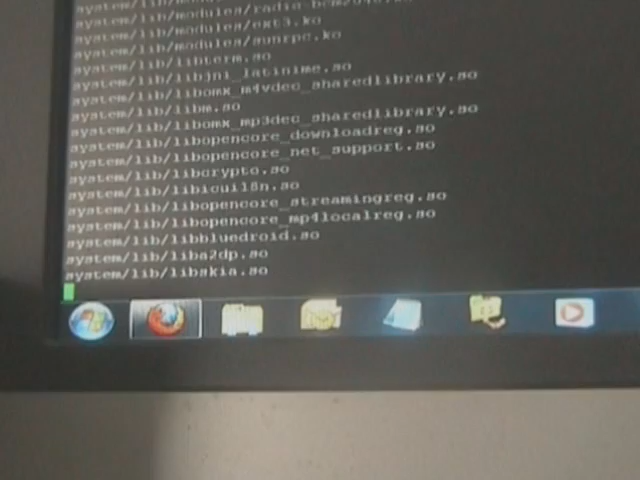 system/lib/modules/ext3.ko
system/lib/modules/sunrpc.ko
system/lib/libterm.so
system/lib/libjni_latinime.so
system/lib/libomx_m4vdec_sharedlibrary.so
system/lib/libm.so
system/lib/libomx_mp3dec_sharedlibrary.so
system/lib/libopencore_downloadreg.so
system/lib/libopencore_net_support.so
system/lib/libcrypto.so
system/lib/libicui18n.so
system/lib/libopencore_streamingreg.so
system/lib/libopencore_mp4localreg.so
system/lib/libbluedroid.so
system/lib/liba2dp.so
system/lib/libskia.so